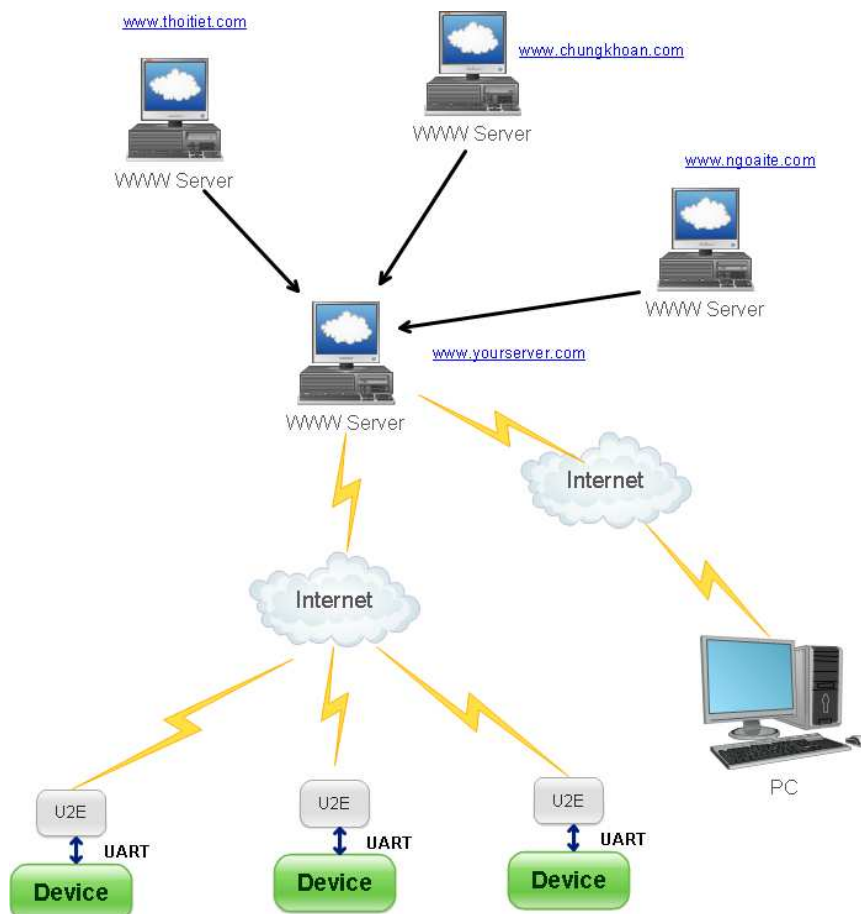 www.thoitiet.com
www.chungkhoan.com
WWW Server
WWW Server
www.ngoaite.com
WWW Server
www.yourserver.com
WWW Server
Internet
Internet
PC
U2E
U2E
U2E
UART
UART
UART
Device
Device
Device